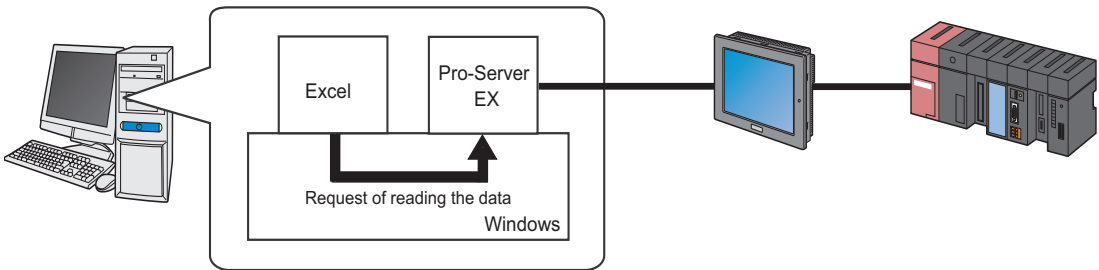 Excel
Pro-Server
EX
Request of reading the data
Windows